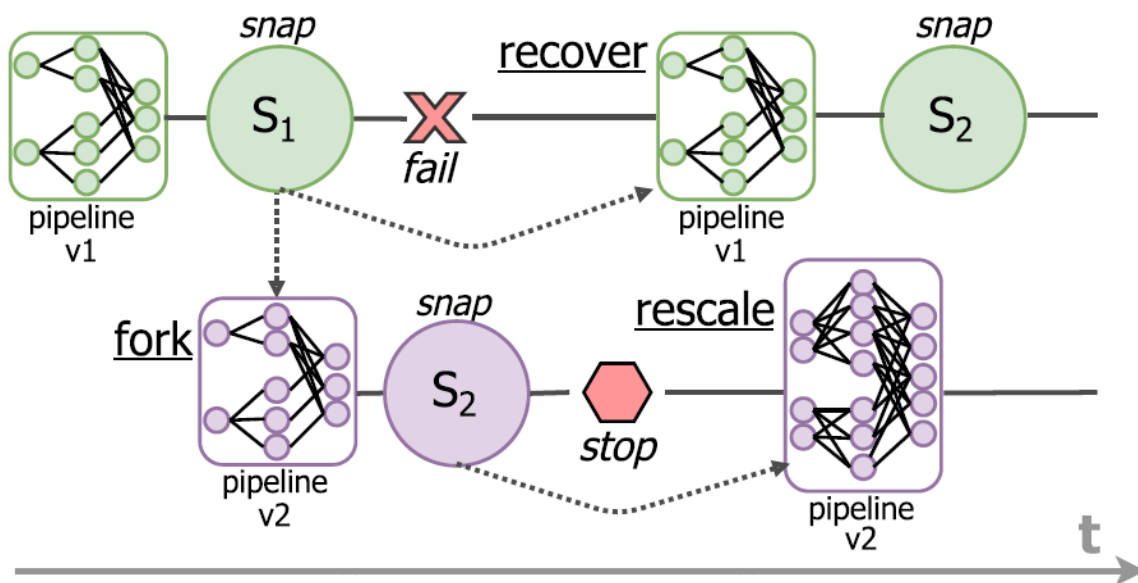 snap
snap
recover
S1
S2
fail
pipeline
v1
pipeline
v1
snap
rescale
fork
S2
stop
pipeline
v2
pipeline
v2
t